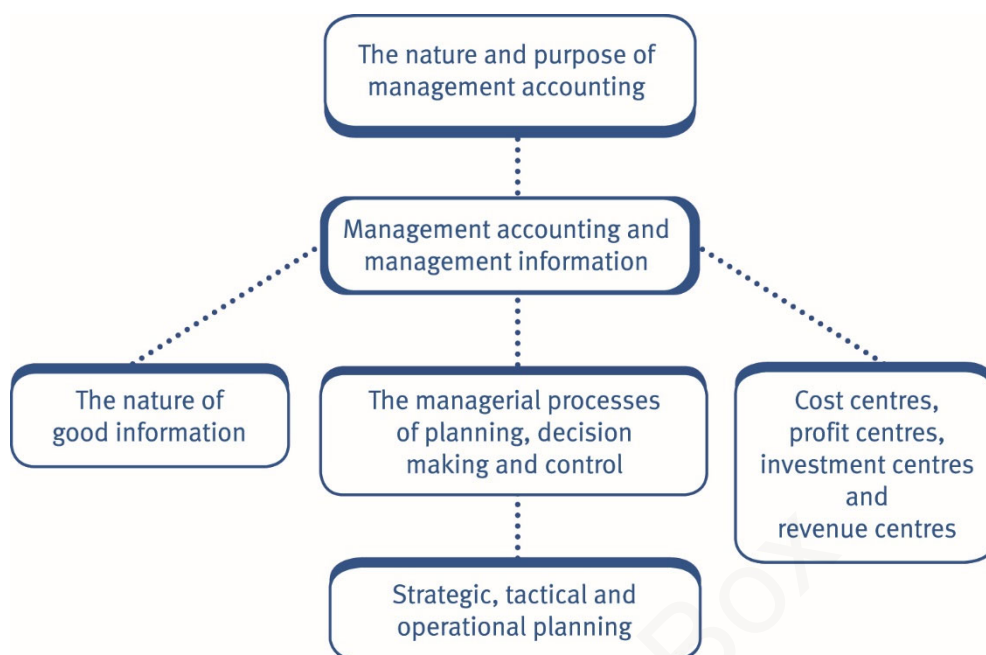 The nature and purpose of
management accounting
Management accounting and
management information
The nature of
good information
The managerial processes
of planning, decision
making and control
Cost centres,
profit centres,
investment centres
and
revenue centres
Strategic, tactical and
operational planning
Box